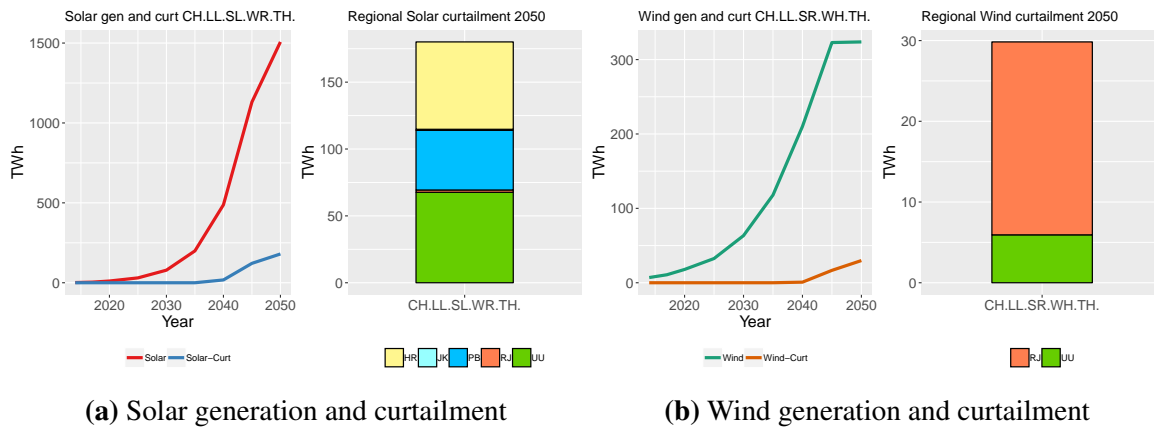 Solar gen and curt CH.LL.SL.WR.TH.
TWh
1500
1000
500
0
2020 2030 2040 2050
Year
Solar Solar−Curt
Regional Solar curtailment 2050
TWh
150
100
50
0
CH.LL.SL.WR.TH.
HR JK PB RJ UU
(a) Solar generation and curtailment
Wind gen and curt CH.LL.SR.WH.TH.
TWh
300
200
100
0
2020 2030 2040 2050
Year
Wind Wind−Curt
Regional Wind curtailment 2050
TWh
30
20
10
0
CH.LL.SR.WH.TH.
RJ UU
(b) Wind generation and curtailment